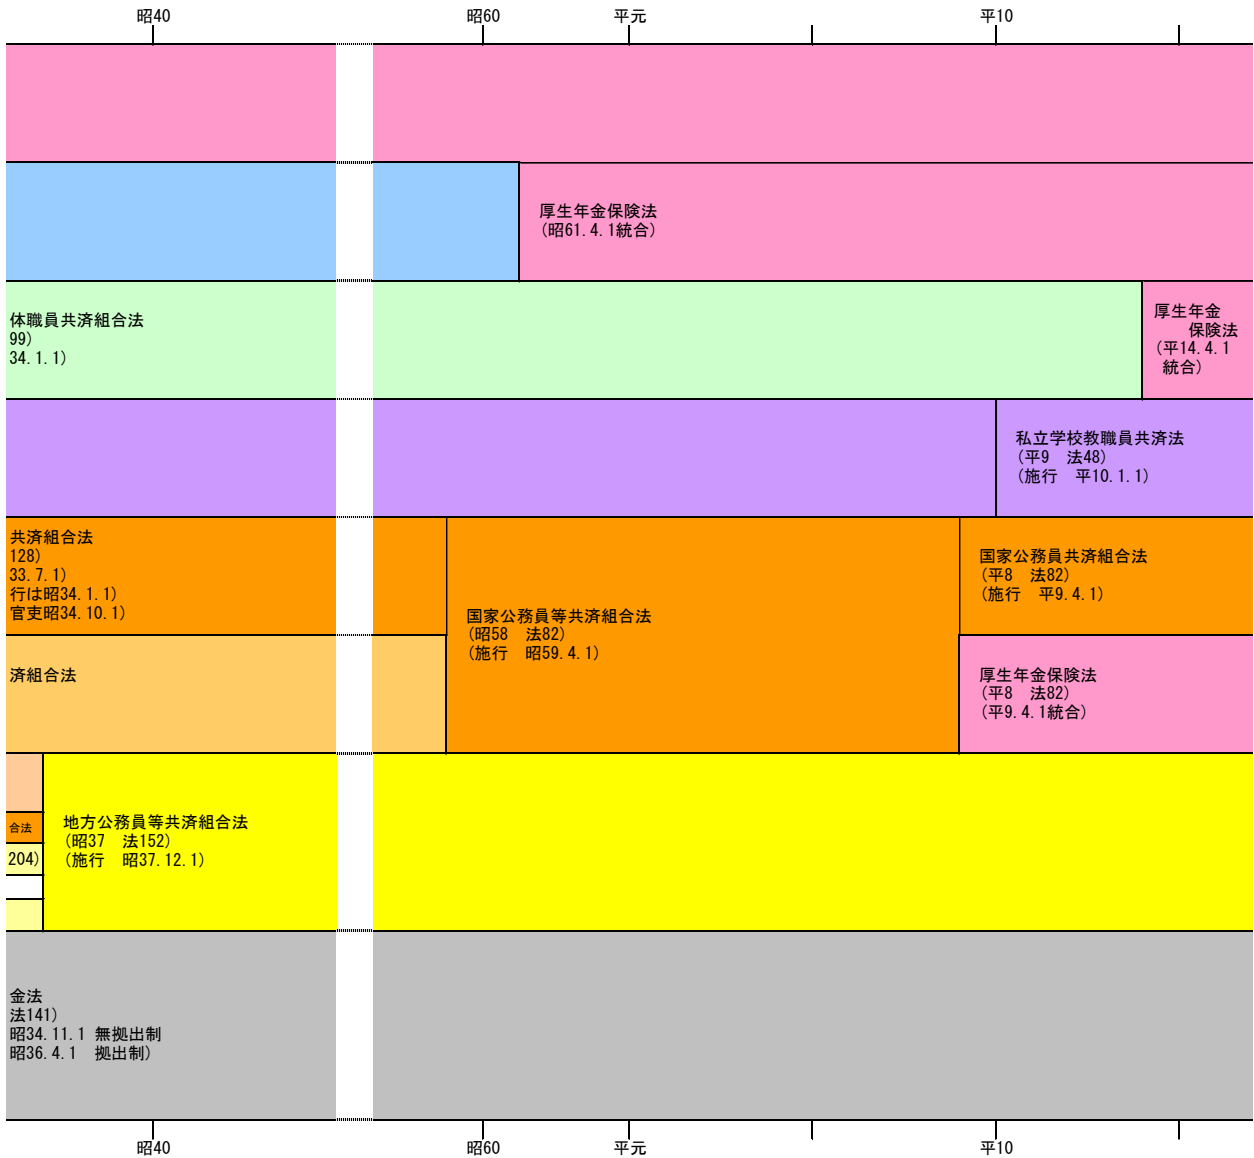 昭40
昭60
平元
平10
厚生年金保険法
(昭61.4.1統合)
体職員共済組合法
99)
34.1.1)
厚生年金
保険法
(平14.4.1
統合)
私立学校教職員共済法
(平9　法48)
(施行　平10.1.1)
共済組合法
128)
33.7.1)
行は昭34.1.1)
官吏昭34.10.1)
国家公務員等共済組合法
(昭58　法82)
(施行　昭59.4.1)
国家公務員共済組合法
(平8　法82)
(施行　平9.4.1)
済組合法
厚生年金保険法
(平8　法82)
(平9.4.1統合)
合法
204)
地方公務員等共済組合法
(昭37　法152)
(施行　昭37.12.1)
金法
法141)
昭34.11.1 無拠出制
昭36.4.1　拠出制)
昭40
昭60
平元
平10